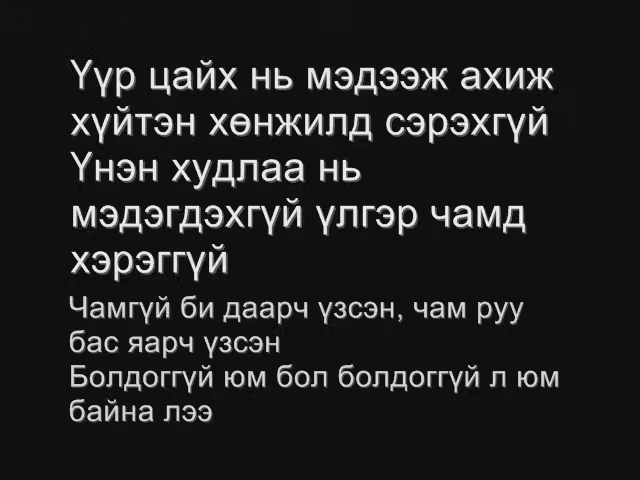 Үүр цайх нь мэдээж ахиж
хүйтэн хөнжилд сэрэхгүй
Үнэн худлаа нь
мэдэгдэхгүй үлгэр чамд
хэрэггүй
Чамгүй би даарч үзсэн, чам руу
бас яарч үзсэн
Болдоггүй юм бол болдоггүй л юм
байна лээ